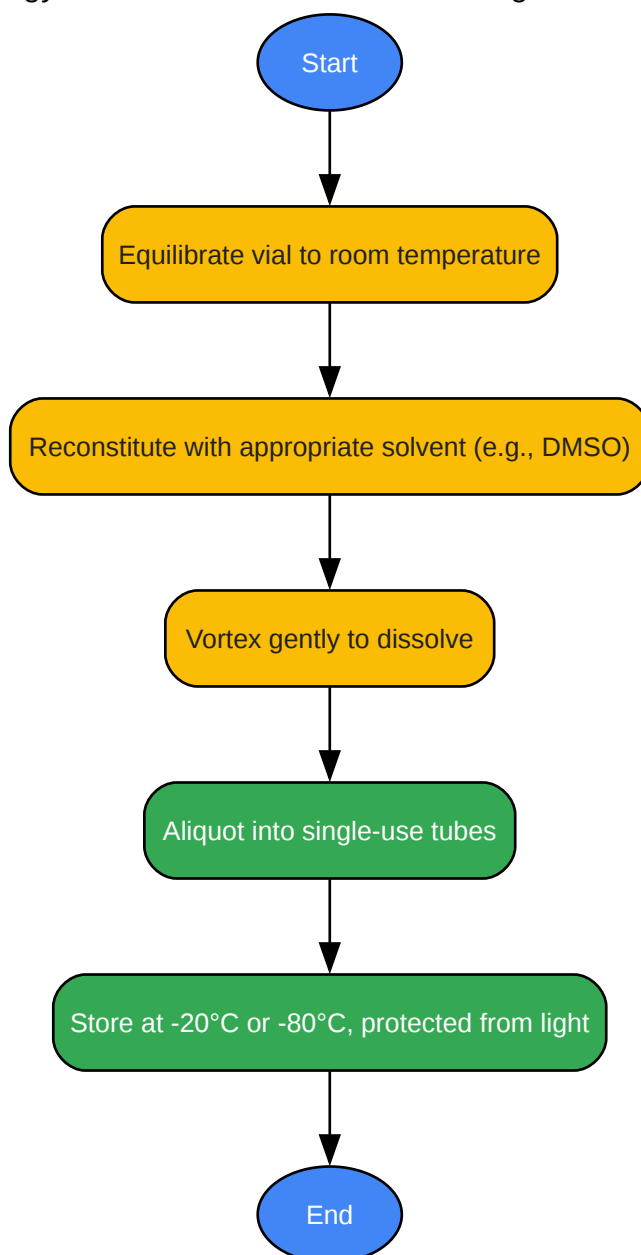 Start
Equilibrate vial to room temperature
Reconstitute with appropriate solvent (e.g., DMSO)
Vortex gently to dissolve
Aliquot into single-use tubes
Store at -20°C or -80°C, protected from light
End